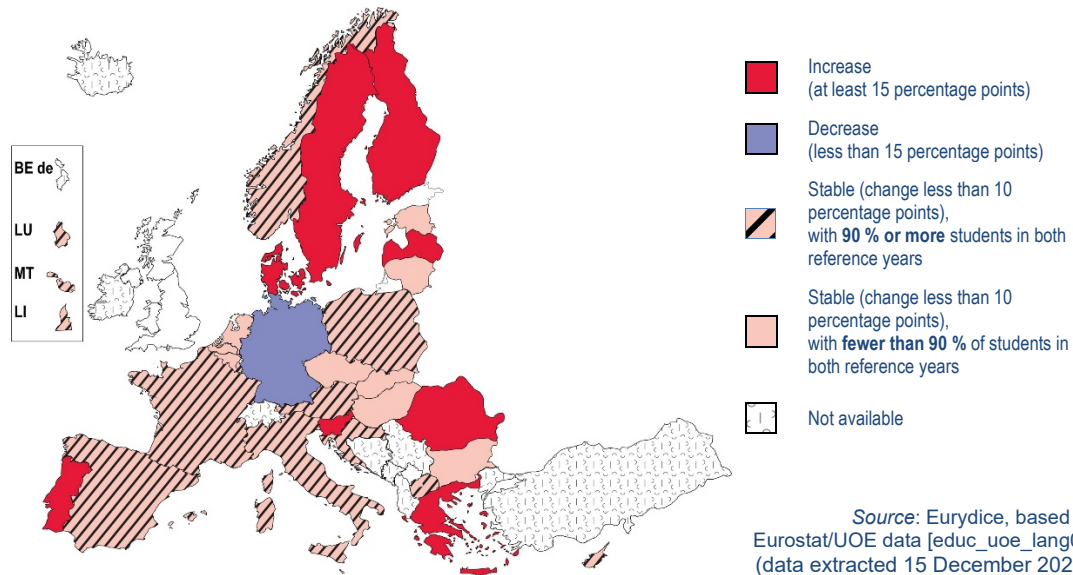 BE de
LU
MT
LI
Increase
(at least 15 percentage points)
Decrease
(less than 15 percentage points)
Stable (change less than 10
percentage points),
with 90 % or more students in both
reference years
Stable (change less than 10
percentage points),
with fewer than 90 % of students in
both reference years
Not available
Source: Eurydice, based
Eurostat/UOE data
(data extracted 15 December